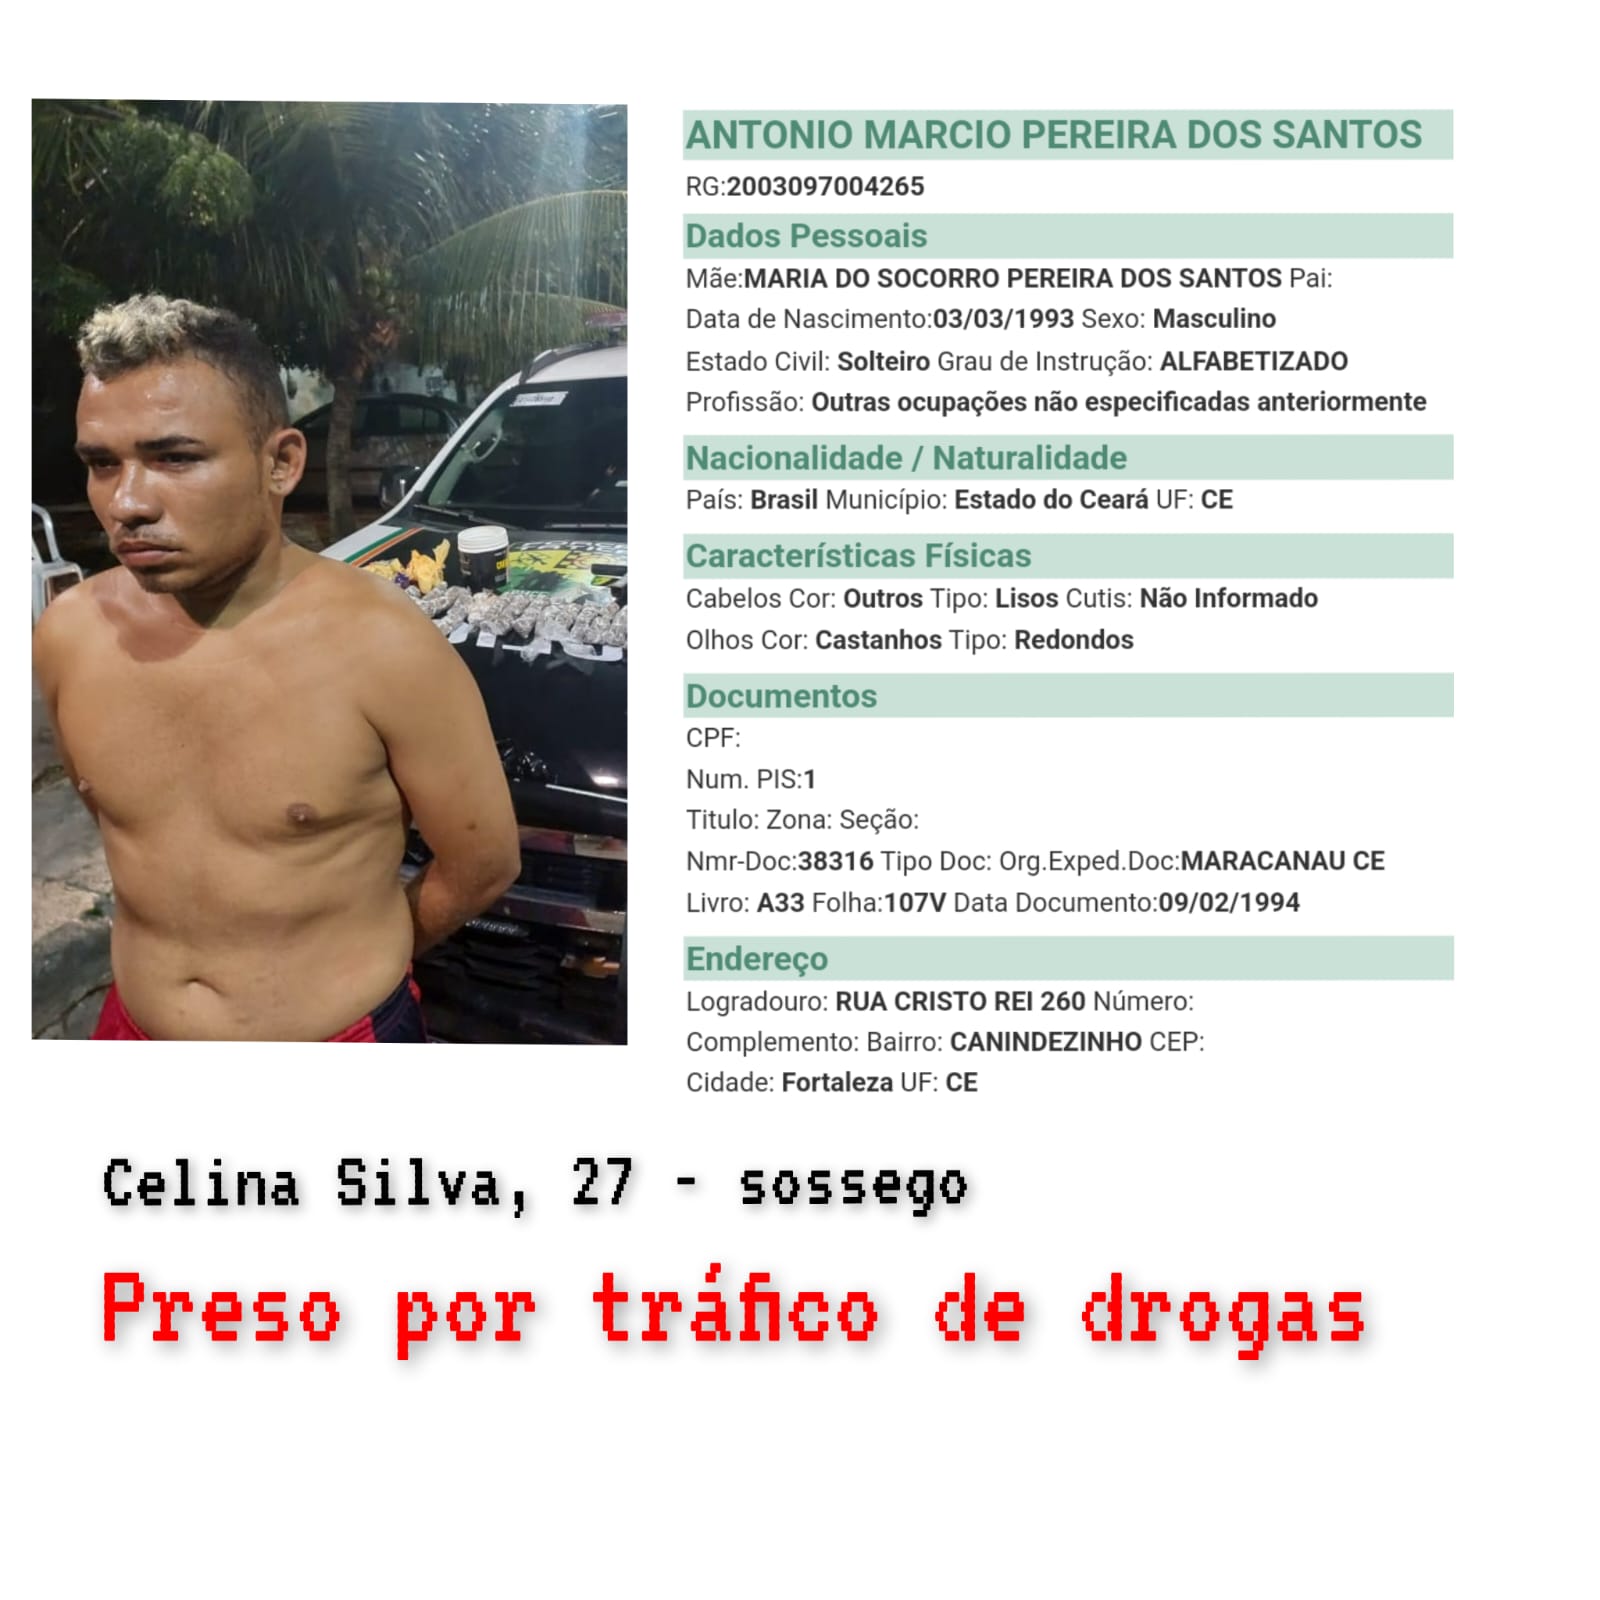 ANTONIO MARCIO PEREIRA DOS SANTOS
RG:2003097004265
Dados Pessoais
Mãe:MARIA DO SOCORRO PEREIRA DOS SANTOS Pai:
Data de Nascimento:03/03/1993 Sexo: Masculino
Estado Civil: Solteiro Grau de Instrução: ALFABETIZADO
Profissão: Outras ocupações não especificadas anteriormente
Nacionalidade / Naturalidade
País: Brasil Município: Estado do Ceará UF: CE
Características Físicas
Cabelos Cor: Outros Tipo: Lisos Cutis: Não Informado
Olhos Cor: Castanhos Tipo: Redondos
Documentos
CPF:
Num. PIS:1
Titulo: Zona: Seção:
Nmr-Doc:38316 Tipo Doc: Org.Exped.Doc:MARACANAU CE
Livro: A33 Folha:107V Data Documento:09/02/1994
Endereço
Logradouro: RUA CRISTO REI 260 Número:
Complemento: Bairro: CANINDEZINHO CEP:
Cidade: Fortaleza UF: CE
Celina Silva, 27 - sossego
Preso por tráfico de drogas